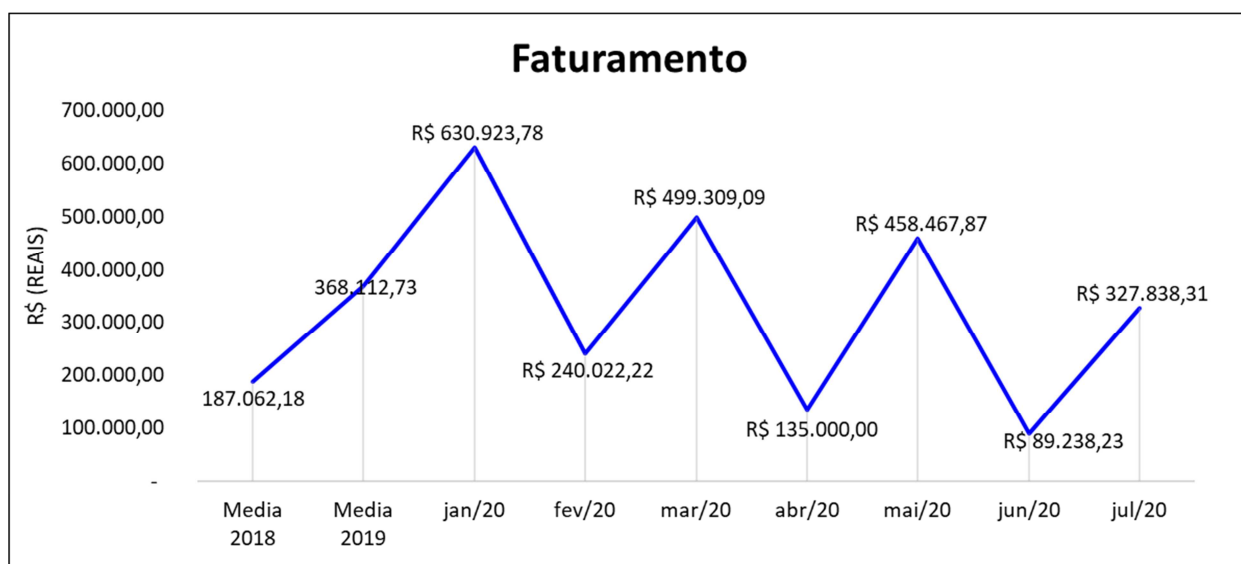 Faturamento
R$ (REAIS)
700.000,00
600.000,00
500.000,00
400.000,00
300.000,00
200.000,00
100.000,00
-
187.062,18
368.112,73
R$ 630.923,78
R$ 240.022,22
R$ 499.309,09
R$ 135.000,00
R$ 458.467,87
R$ 89.238,23
R$ 327.838,31
Media
2018
Media
2019
jan/20
fev/20
mar/20
abr/20
mai/20
jun/20
jul/20